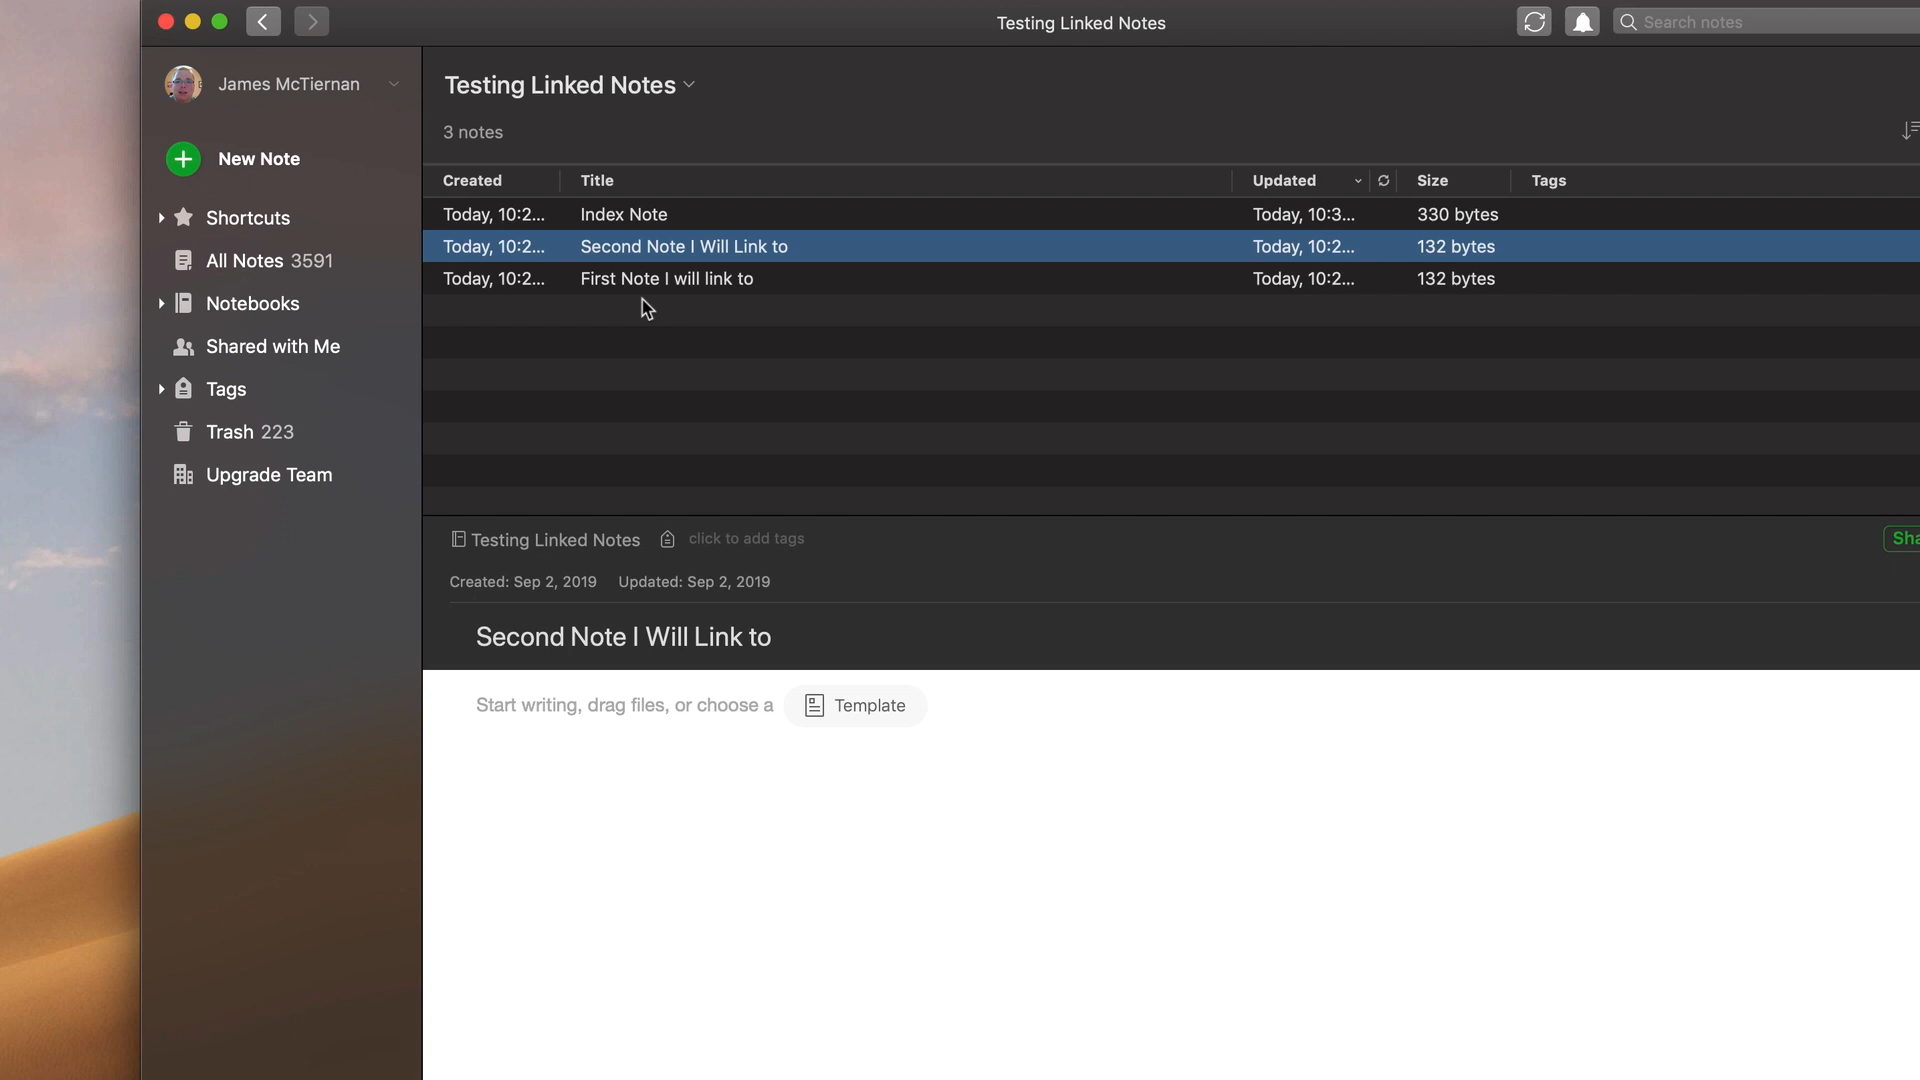 Testing Linked Notes
Search notes
James McTiernan
New Note
Shortcuts
All Notes 3591
Notebooks
Shared with Me
Tags
Trash 223
Upgrade Team
Testing Linked Notes
3 notes
Created Title Updated Size Tags
Today, 10:2... Index Note Today, 10:3... 330 bytes
Today, 10:2... Second Note I Will Link to Today, 10:2... 132 bytes
Today, 10:2... First Note I will link to Today, 10:2... 132 bytes
Testing Linked Notes click to add tags
Sha
Created: Sep 2, 2019 Updated: Sep 2, 2019
Second Note I Will Link to
Start writing, drag files, or choose a Template